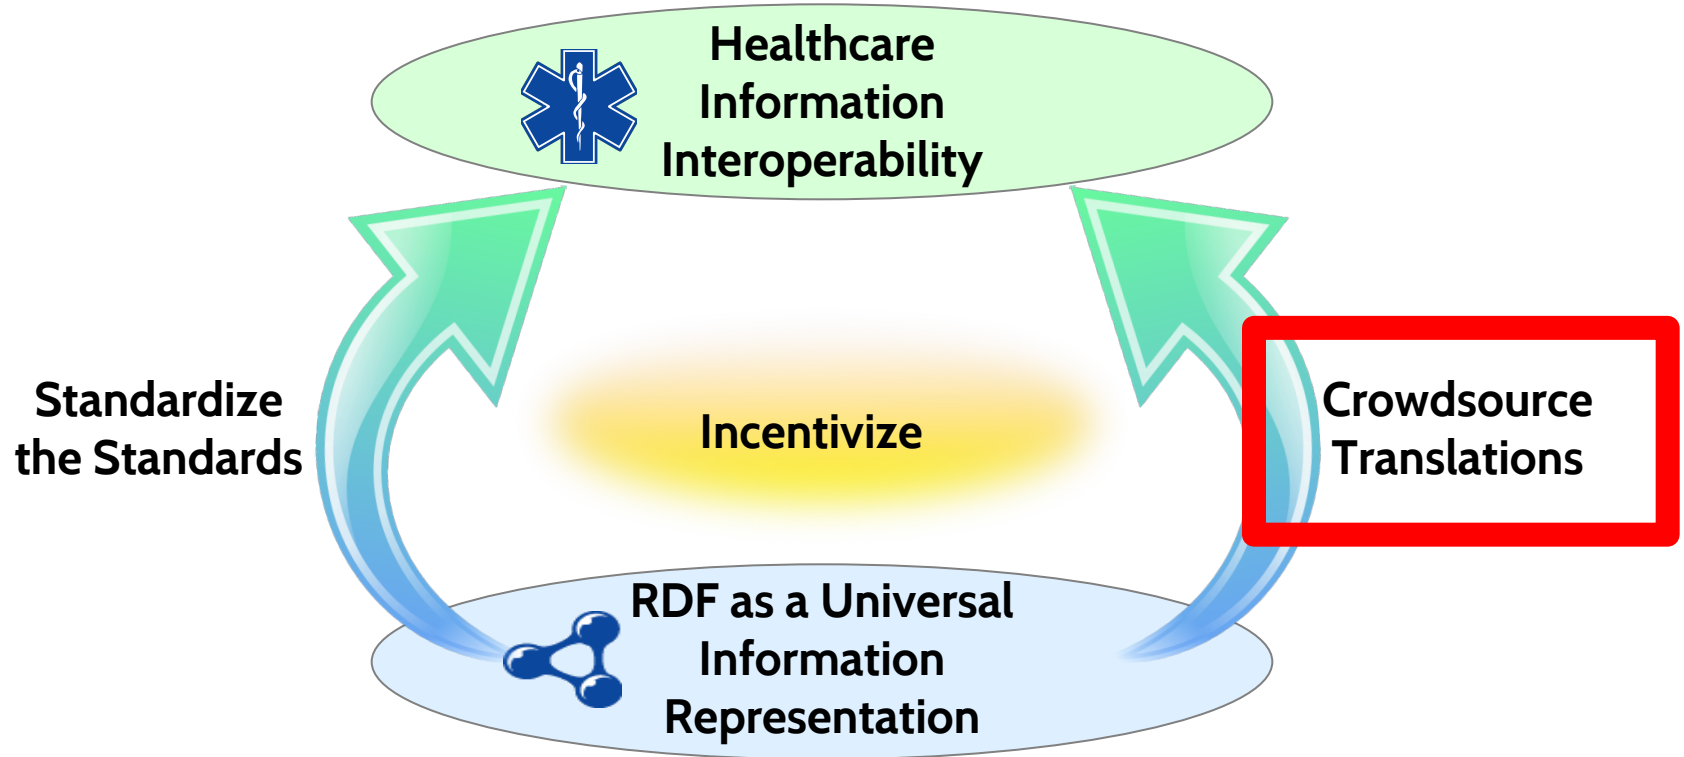 Healthcare
Information
Interoperability
Standardize
the Standards
Incentivize
Crowdsource
Translations
RDF as a Universal
Information
Representation